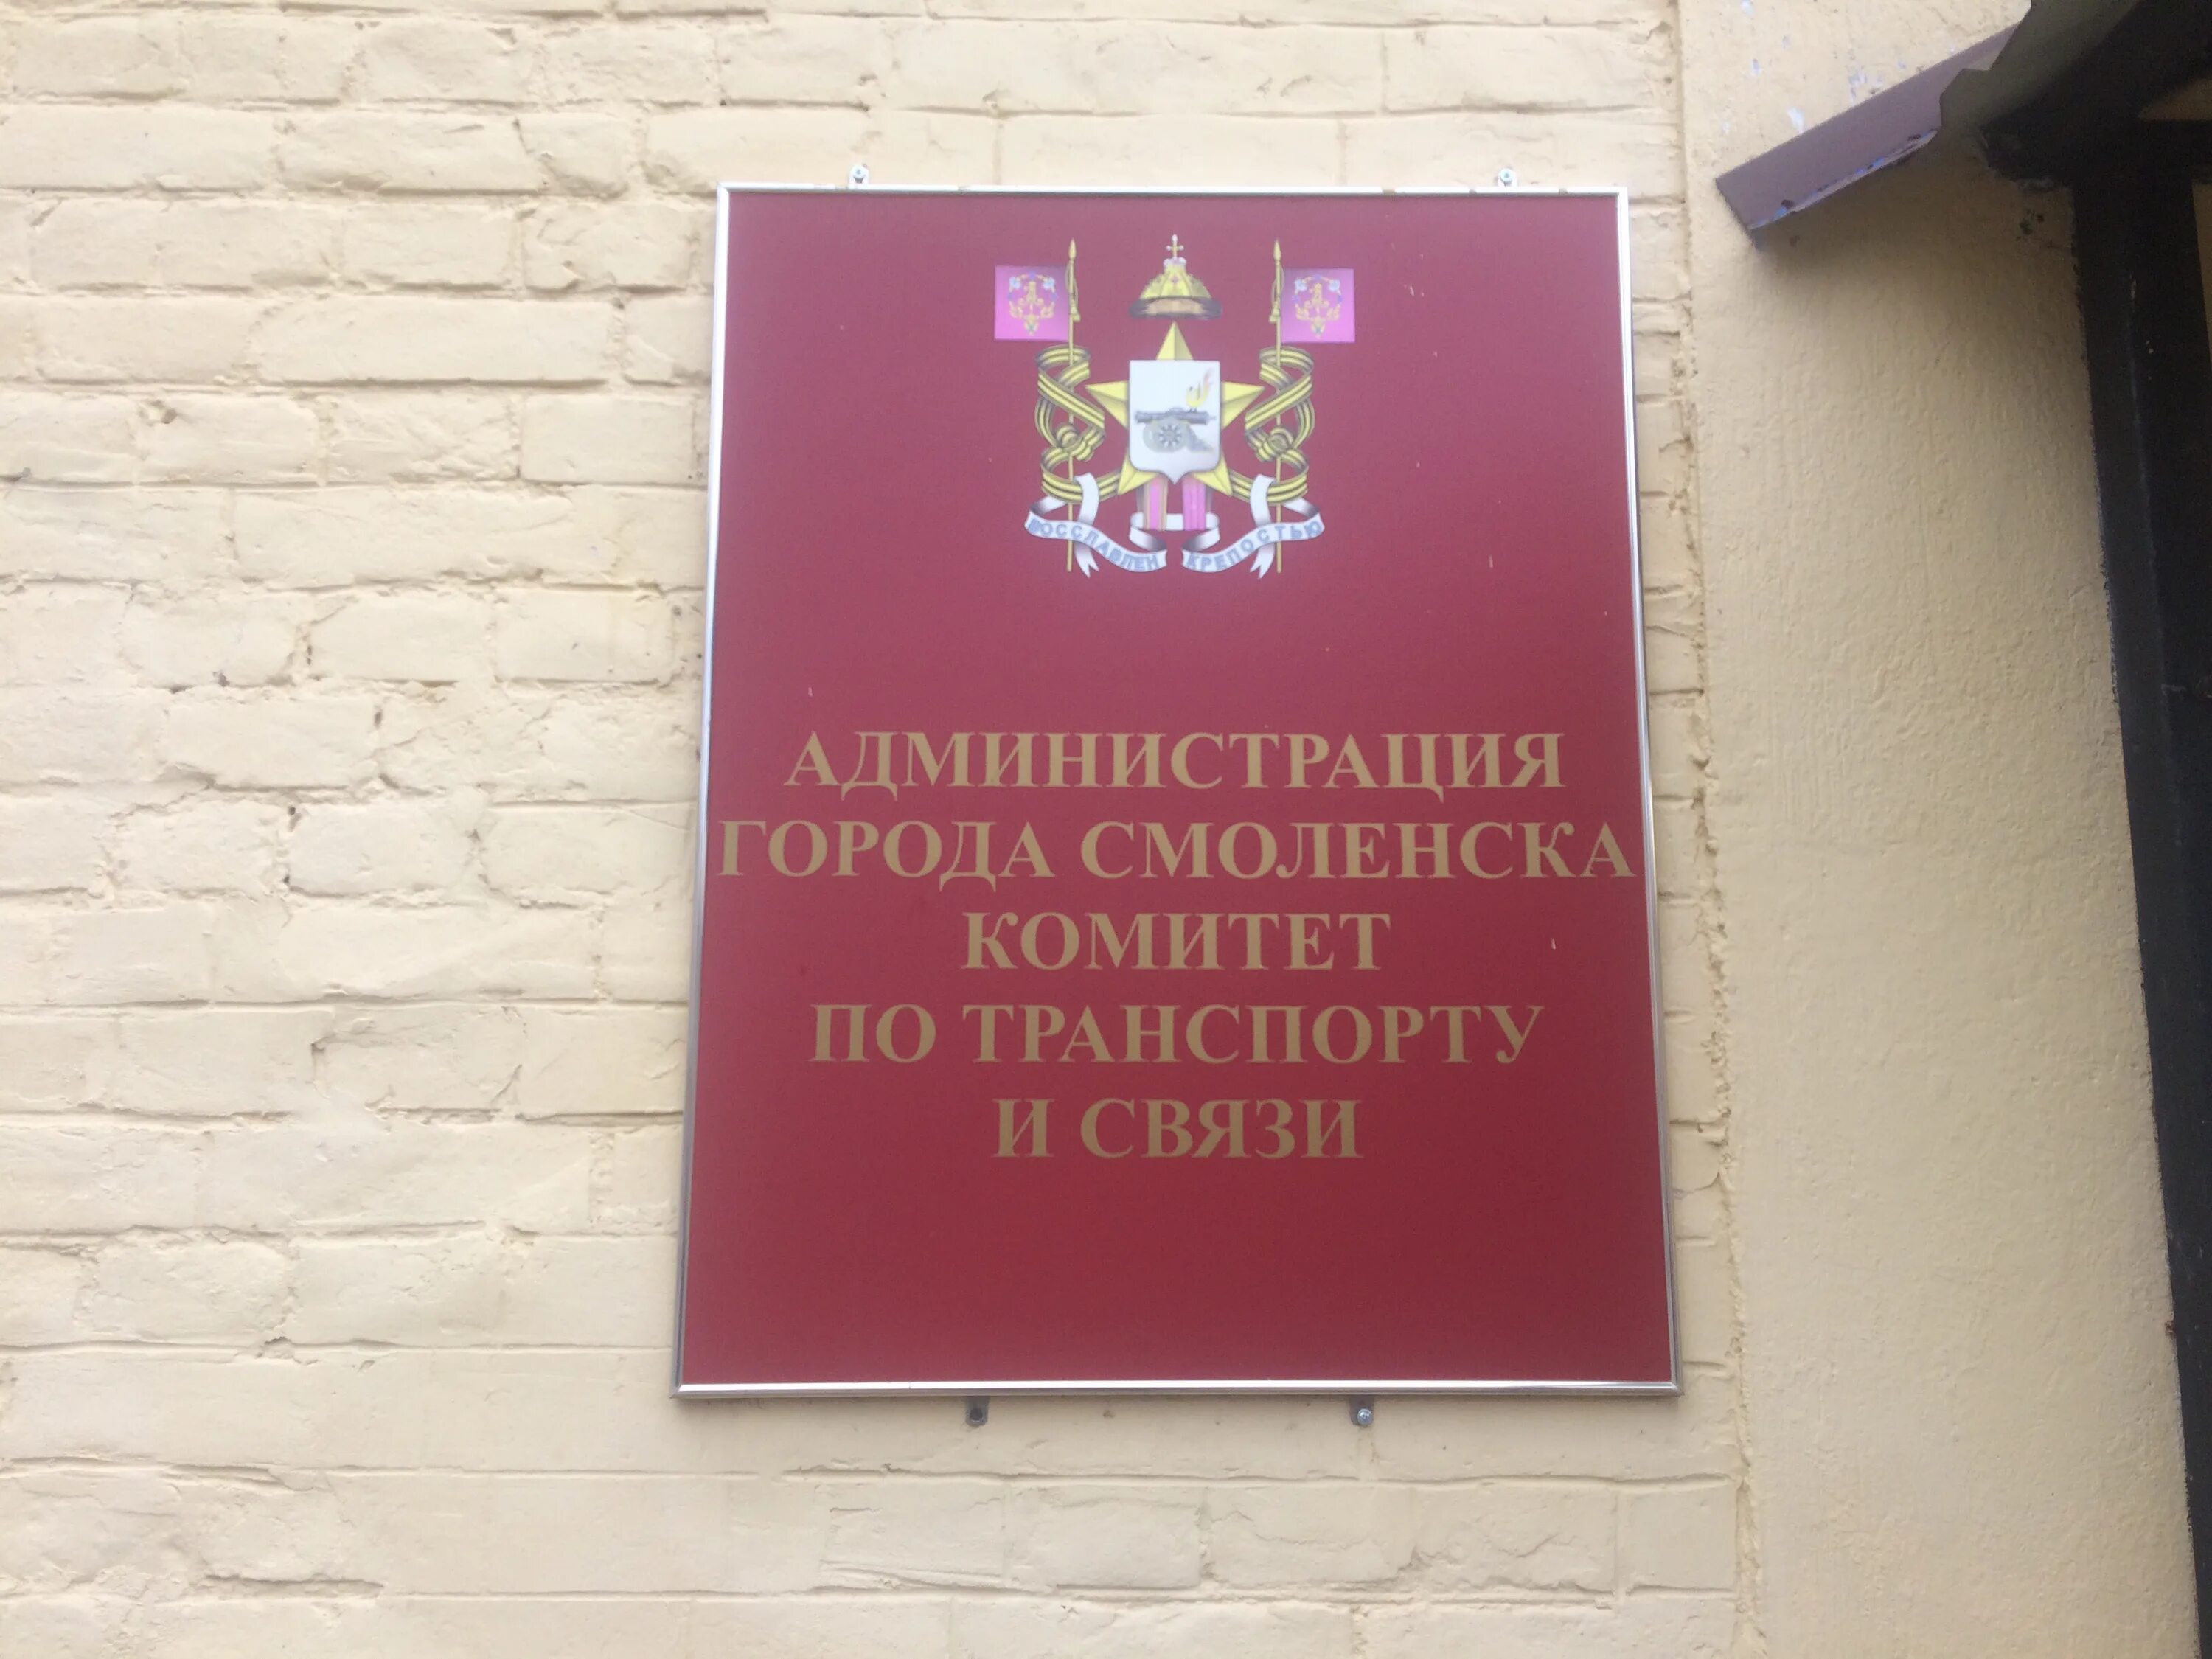 ВОССЛАВЛЕН КРЕПОСТЬЮ
АДМИНИСТРАЦИЯ
ГОРОДА СМОЛЕНСКА
КОМИТЕТ
ПО ТРАНСПОРТУ
И СВЯЗИ